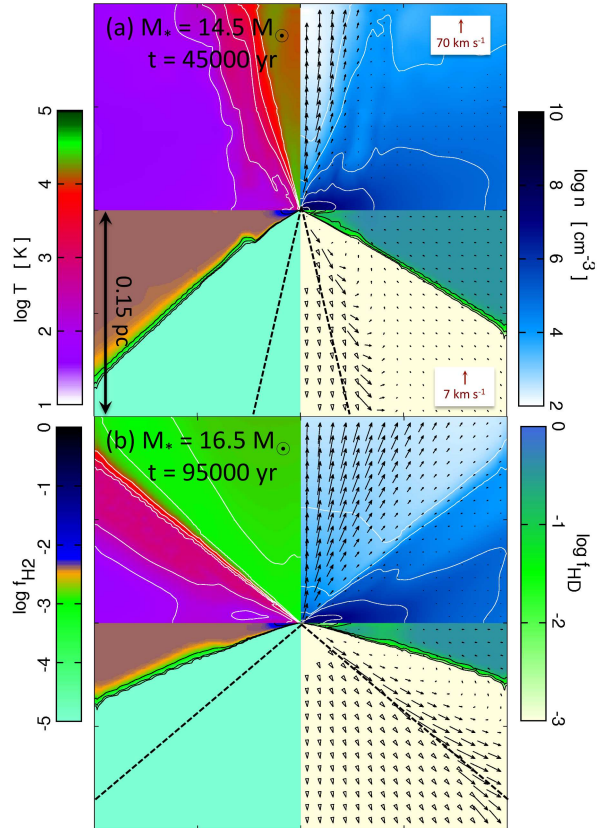 (a) M* = 14.5 M☉
t = 45000 yr
70 km s⁻¹
5
4
3
2
1
log T [ K ]
10
8
6
4
2
log n [ cm⁻³ ]
0.15 pc
7 km s⁻¹
(b) M* = 16.5 M☉
t = 95000 yr
0
-1
-2
-3
-4
-5
log fH2
0
-1
-2
-3
log fHD